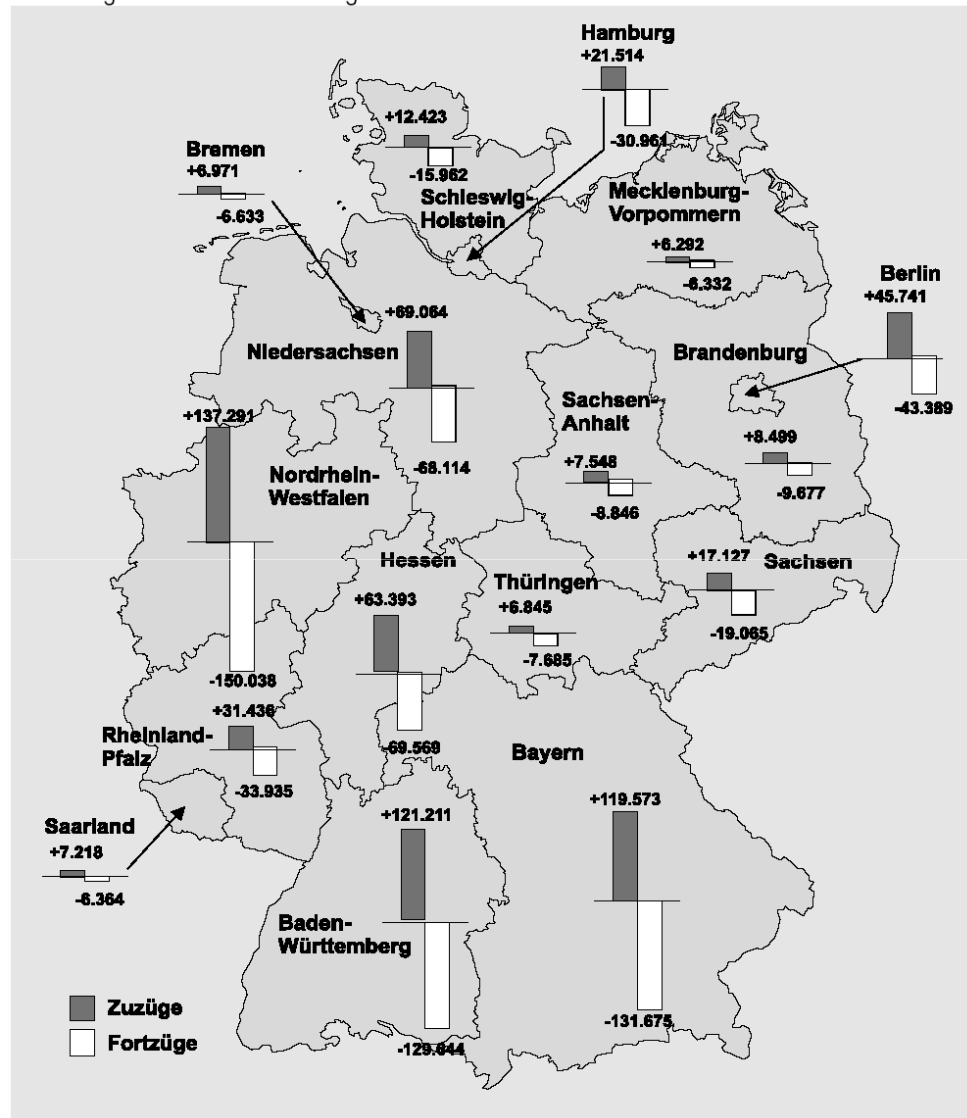 Hamburg
+21.514
-30.961
+12.423
-15.962
Schleswig-
Holstein
Bremen
+6.971
-6.633
Mecklenburg-
Vorpommern
+6.292
-6.332
Berlin
+45.741
-43.389
+69.064
Niedersachsen
-68.114
Brandenburg
+8.499
-9.677
Sachsen-
Anhalt
+7.548
-8.846
+137.291
Nordrhein-
Westfalen
-150.038
Hessen
+63.393
-69.569
Thüringen
+6.845
-7.685
Sachsen
+17.127
-19.065
+31.436
Rheinland-
Pfalz
-33.935
Bayern
+119.573
-131.675
Saarland
+7.218
-6.364
+121.211
Baden-
Württemberg
Zuzüge
Fortzüge